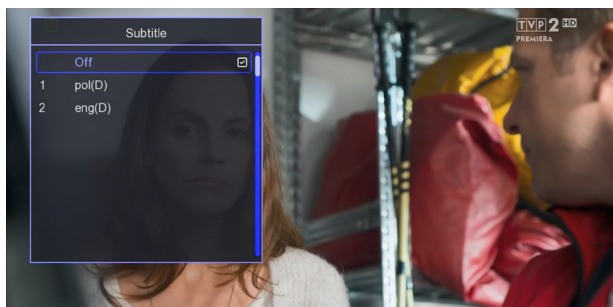 Subtitle
Off
1 pol(D)
2 eng(D)
TVP 2 HD
PREMIERA